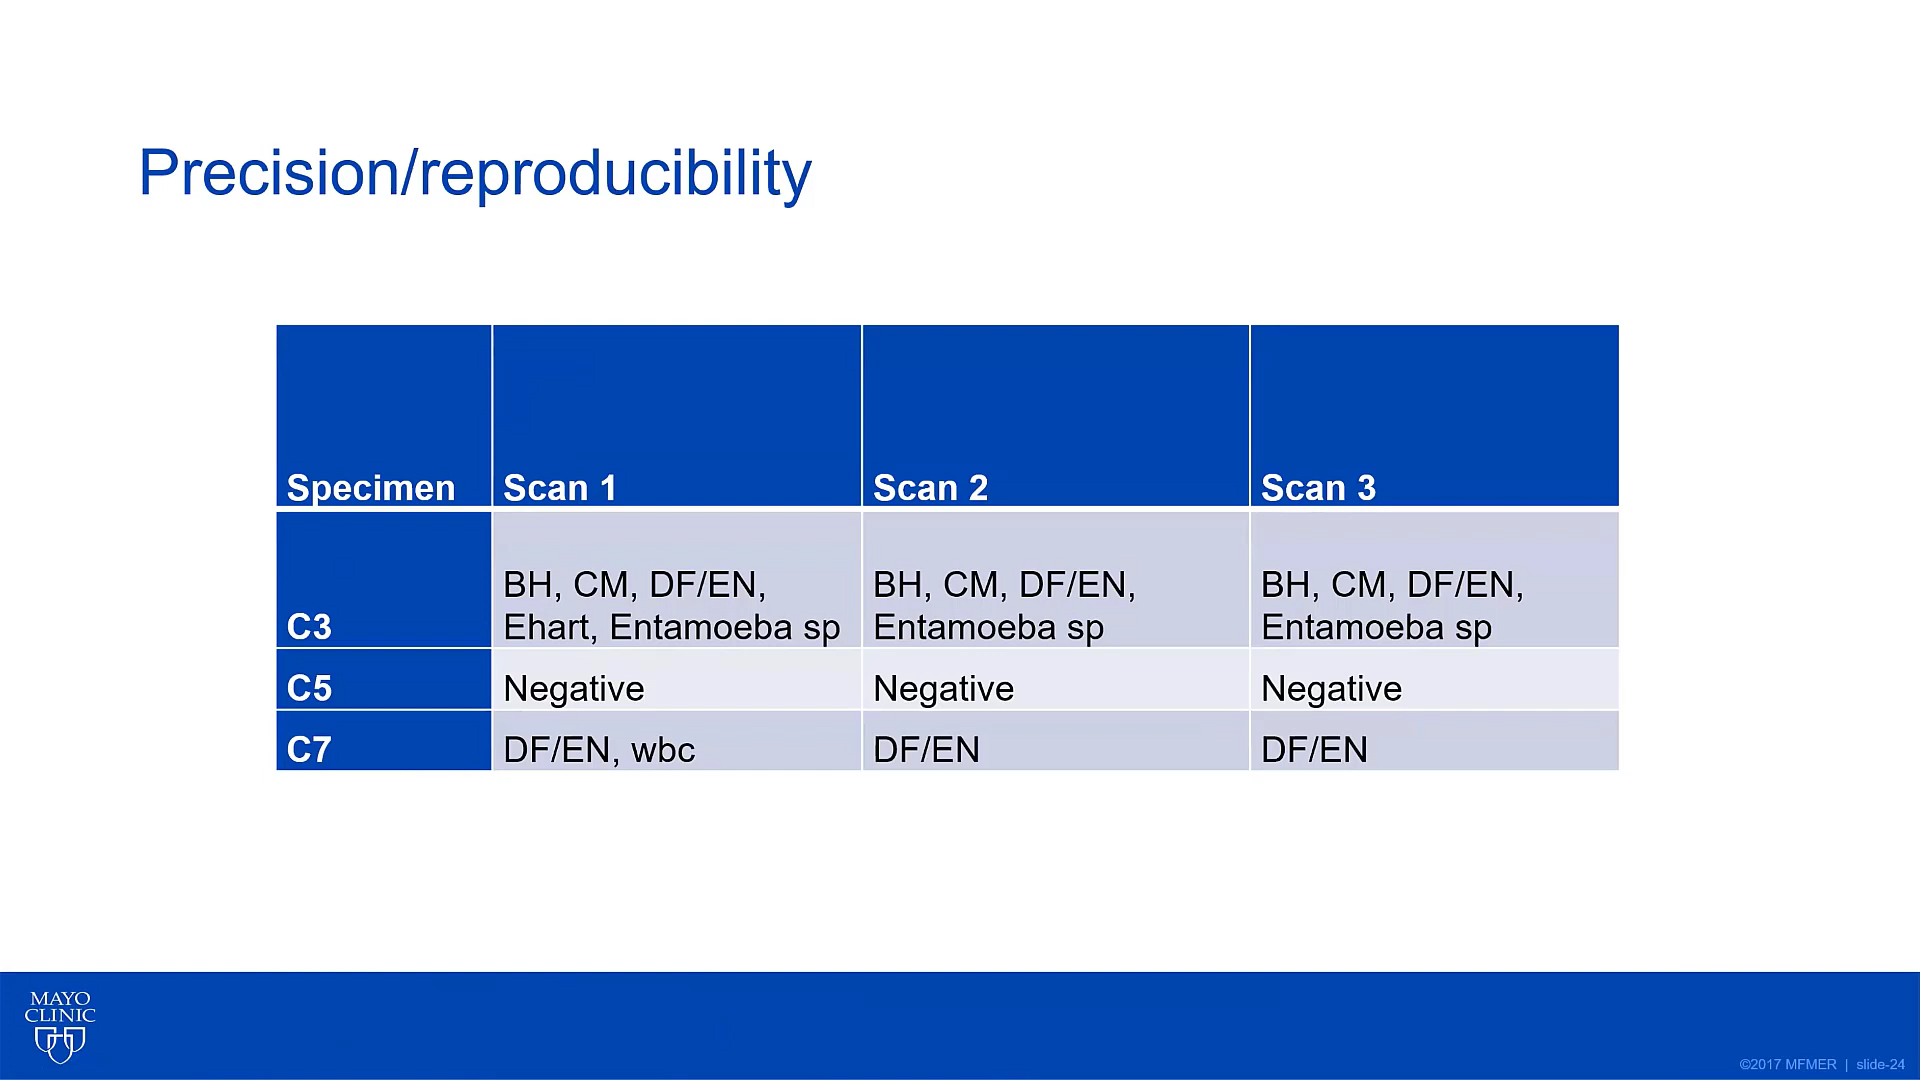 Precision/reproducibility
Specimen Scan 1 Scan 2 Scan 3
BH, CM, DF/EN, BH, CM, DF/EN, BH, CM, DF/EN,
C3 Ehart, Entamoeba sp Entamoeba sp Entamoeba sp
C5 Negative Negative Negative
C7 DF/EN, wbc DF/EN DF/EN
MAYO
CLINIC
©2017 MFMER | slide-24